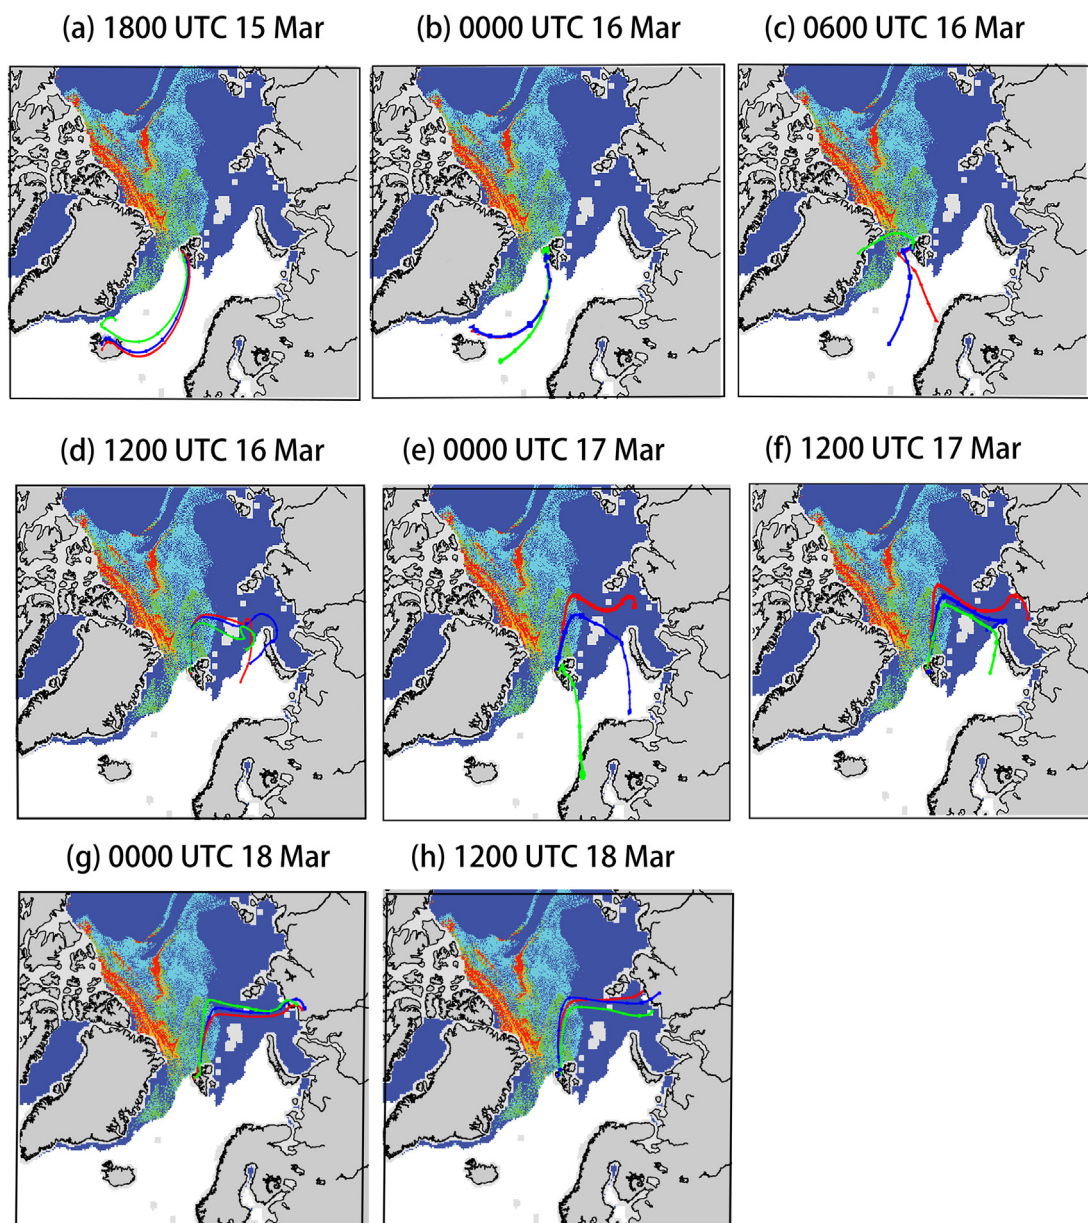 (a) 1800 UTC 15 Mar
(b) 0000 UTC 16 Mar
(c) 0600 UTC 16 Mar
(d) 1200 UTC 16 Mar
(e) 0000 UTC 17 Mar
(f) 1200 UTC 17 Mar
(g) 0000 UTC 18 Mar
(h) 1200 UTC 18 Mar